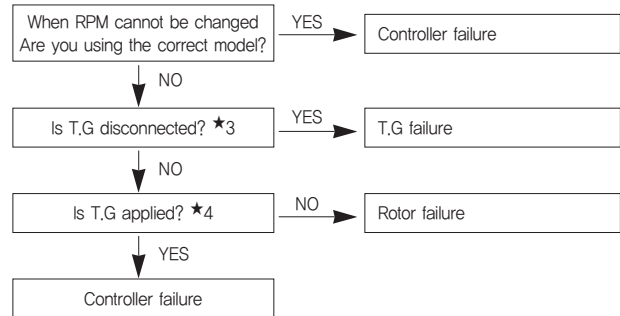 When RPM cannot be changed
Are you using the correct model?
YES
Controller failure
NO
Is T.G disconnected? ★3
YES
T.G failure
NO
Is T.G applied? ★4
NO
Rotor failure
YES
Controller failure